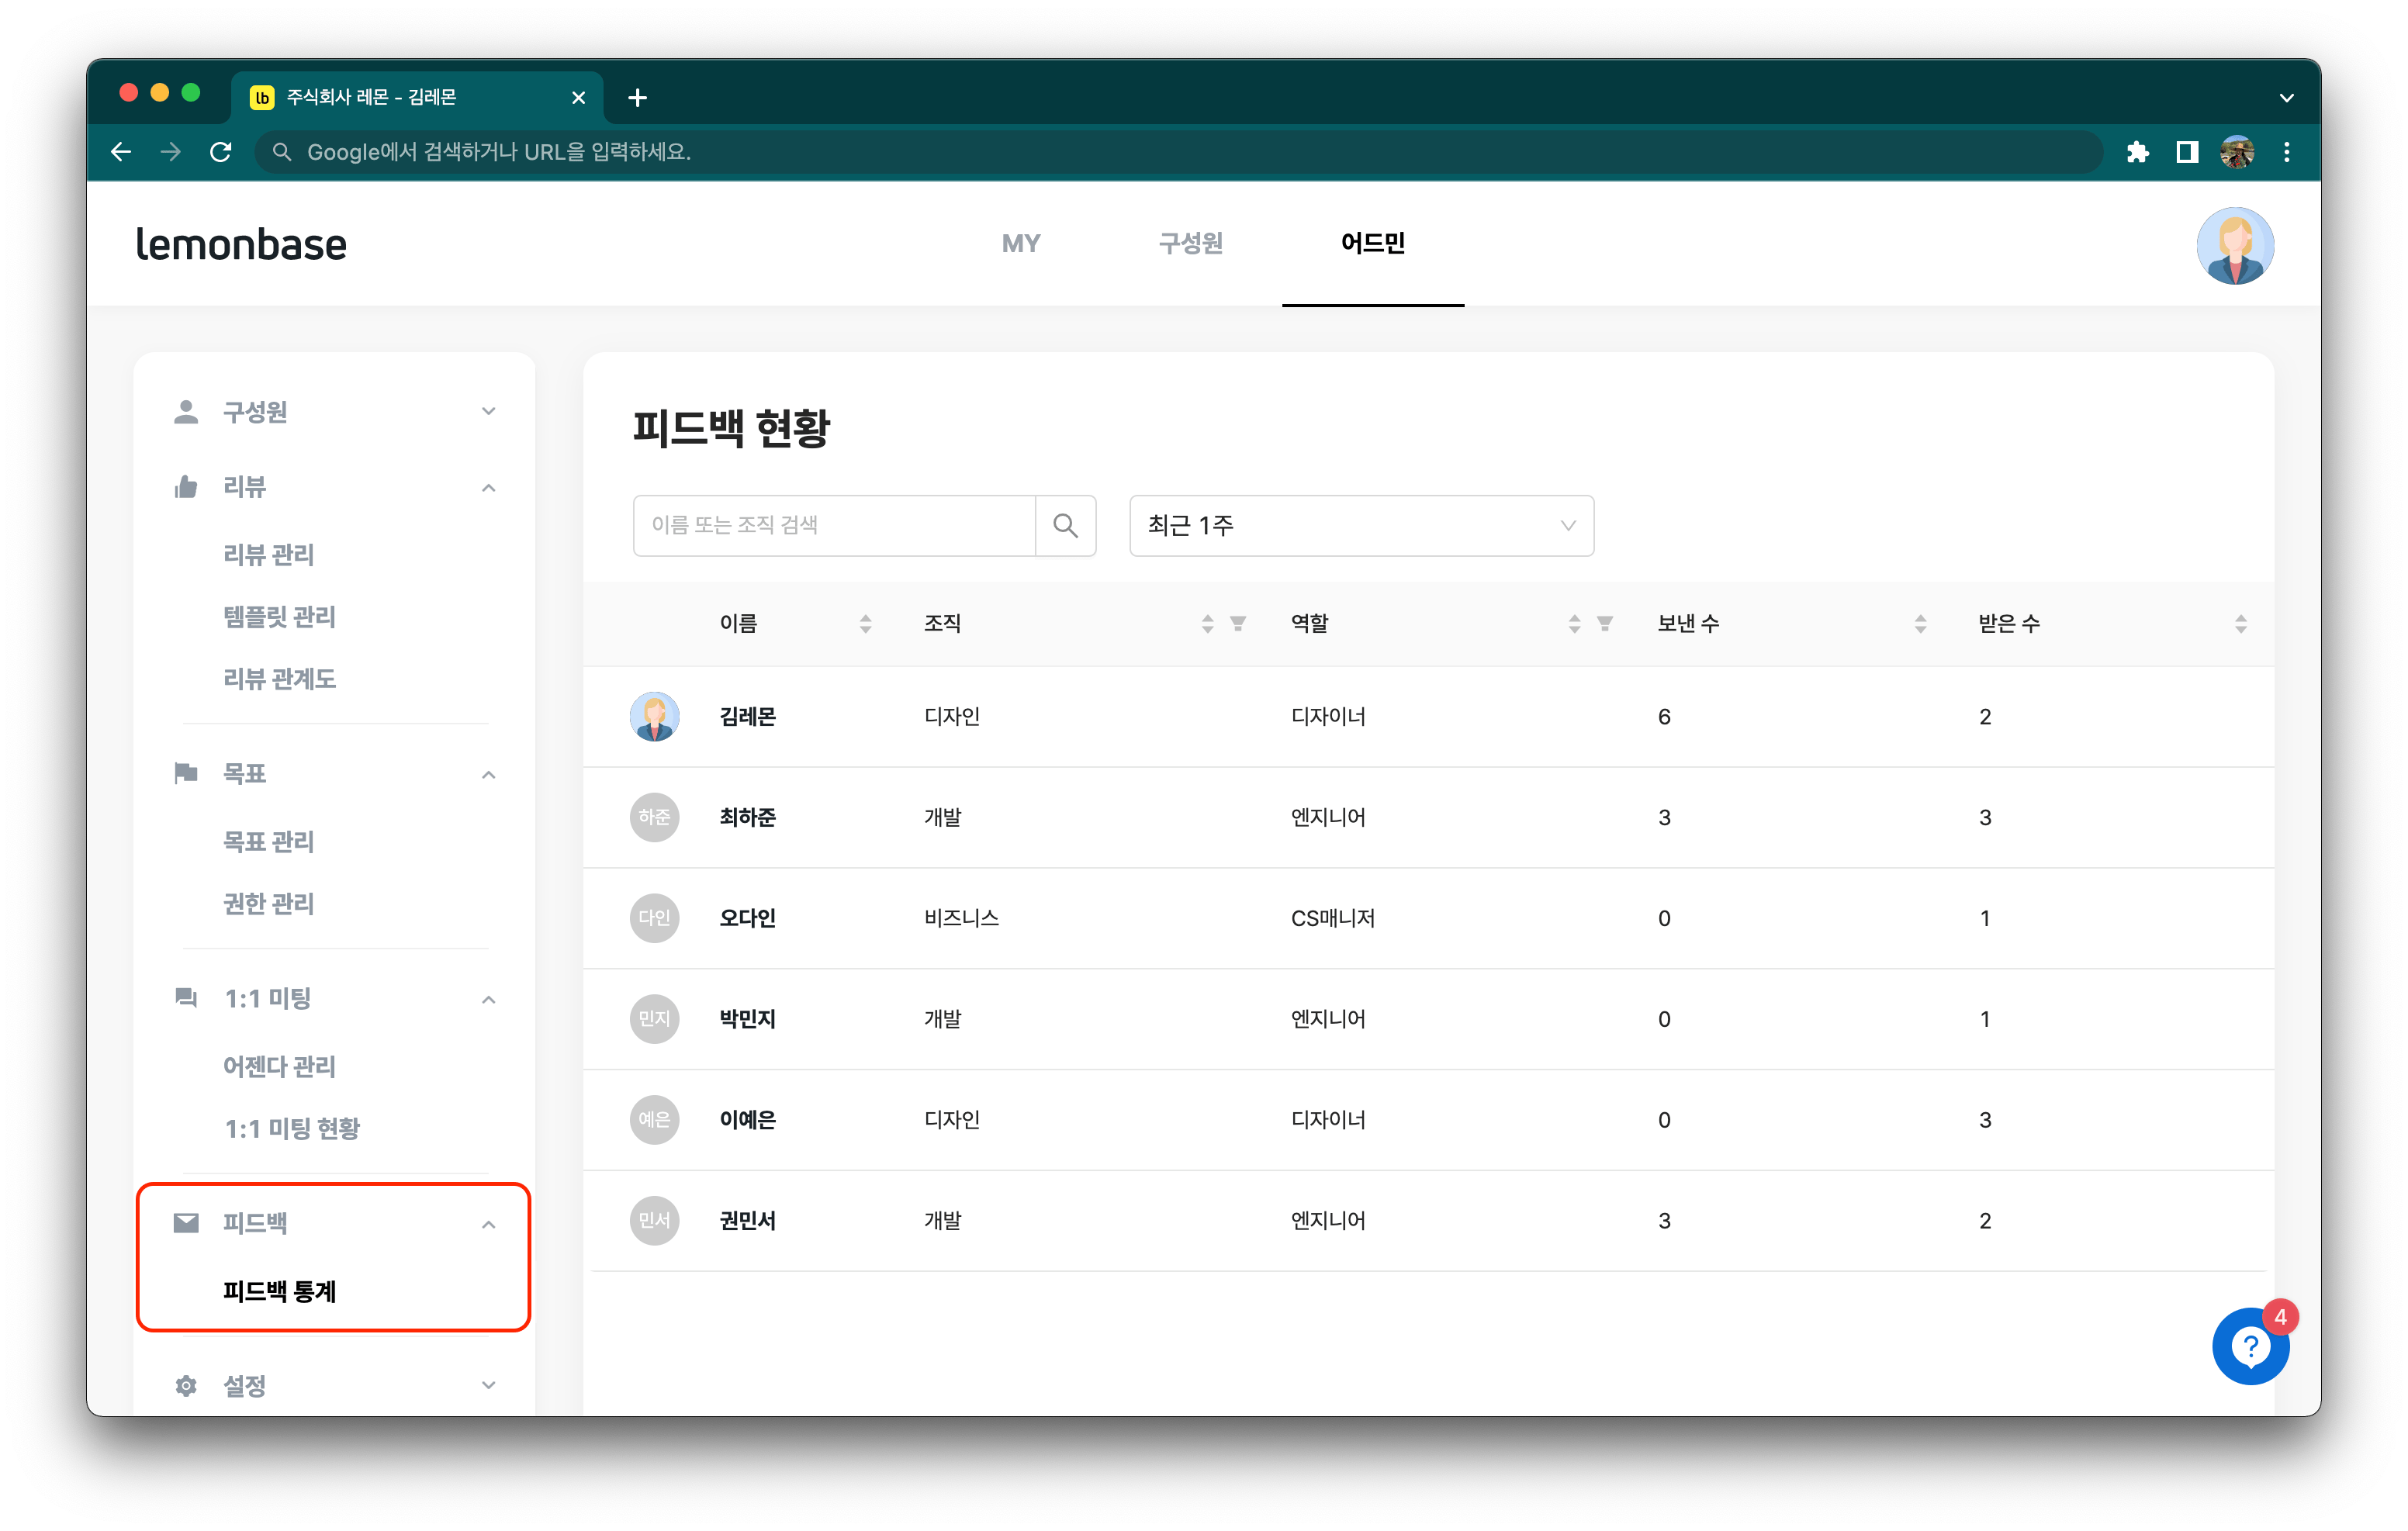 lb 주식회사 레몬 - 김레몬
Google에서 검색하거나 URL을 입력하세요.
lemonbase
MY 구성원 어드민
구성원
리뷰
리뷰 관리
템플릿 관리
리뷰 관계도
목표
목표 관리
권한 관리
1:1 미팅
어젠다 관리
1:1 미팅 현황
피드백
피드백 통계
설정
피드백 현황
이름 또는 조직 검색 최근 1주
이름 조직 역할 보낸 수 받은 수
김레몬 디자인 디자이너 6 2
하준 최하준 개발 엔지니어 3 3
다인 오다인 비즈니스 CS매니저 0 1
민지 박민지 개발 엔지니어 0 1
예은 이예은 디자인 디자이너 0 3
민서 권민서 개발 엔지니어 3 2
4
?